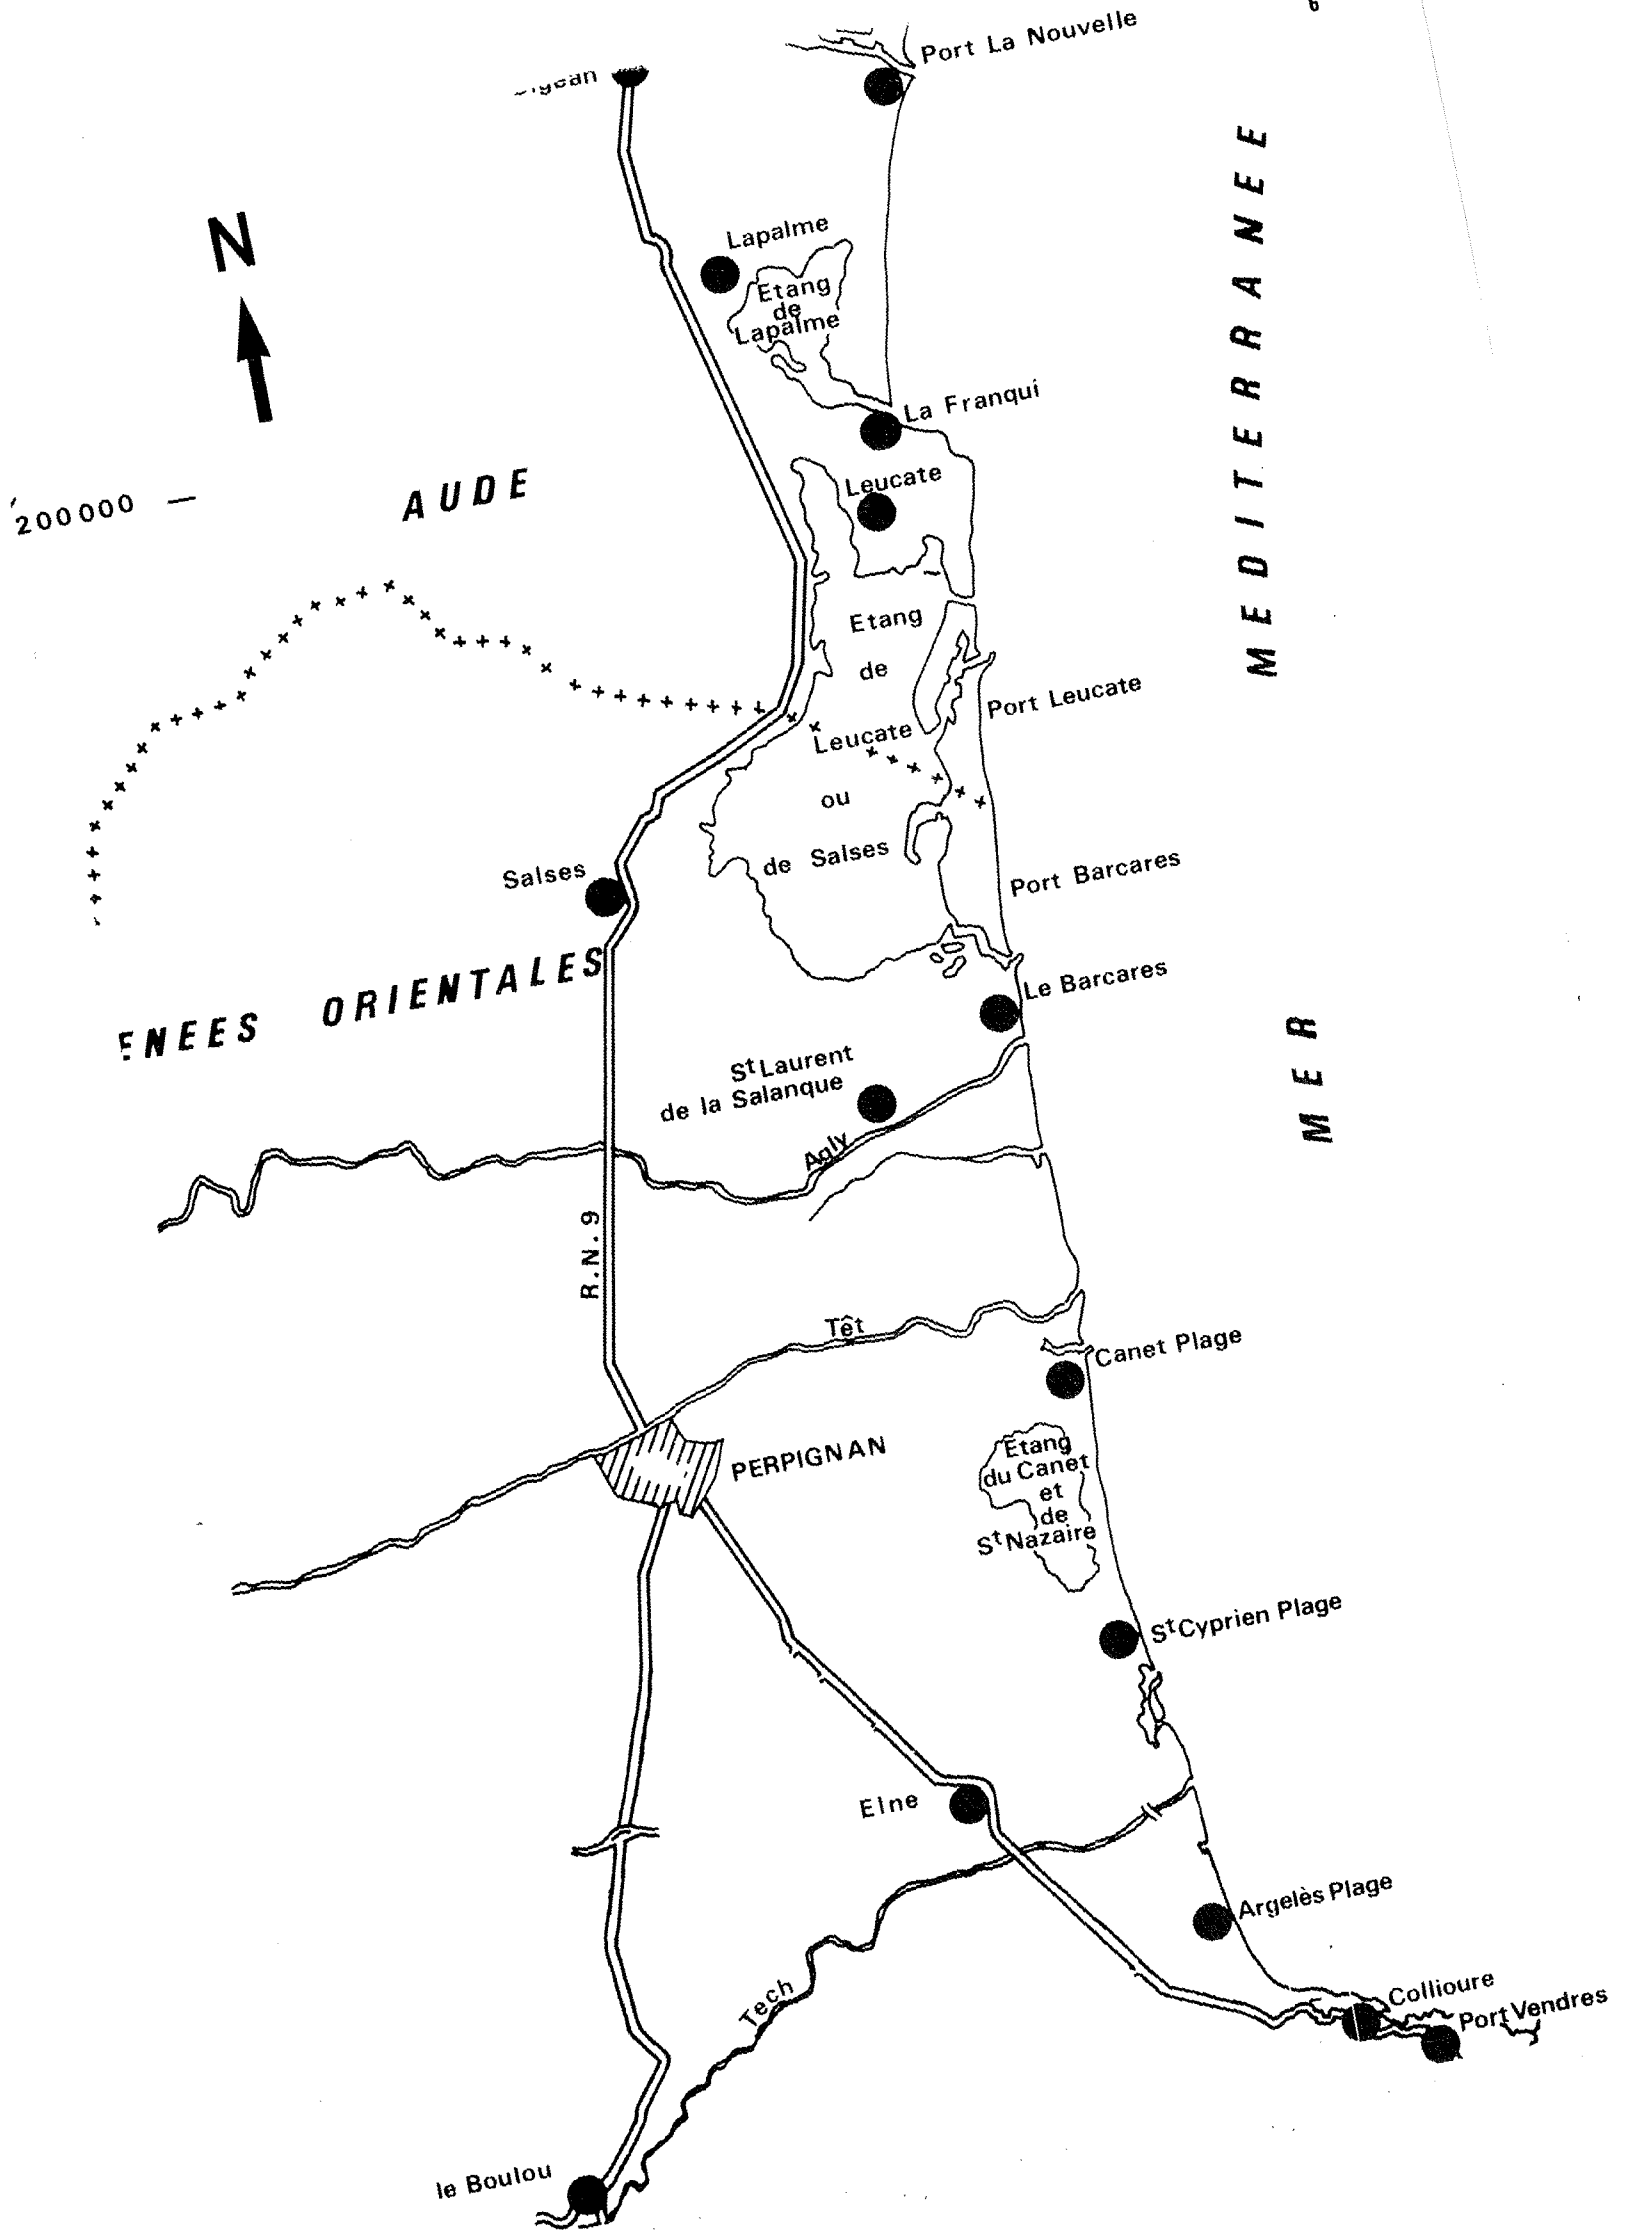 6
Port La Nouvelle
N
Lapalme
Etang
de
Lapalme
La Franqui
Leucate
200000 —
AUDE
MER MEDITERRANEE
Etang
de
Leucate
ou
de Salses
Port Leucate
Port Barcares
Salses
ENEES ORIENTALES
Le Barcares
St Laurent
de la Salanque
Agly
R.N.9
Têt
Canet Plage
PERPIGNAN
Etang
du Canet
et
de
St Nazaire
St Cyprien Plage
Elne
Argelès Plage
Tech
Collioure
Port Vendres
le Boulou